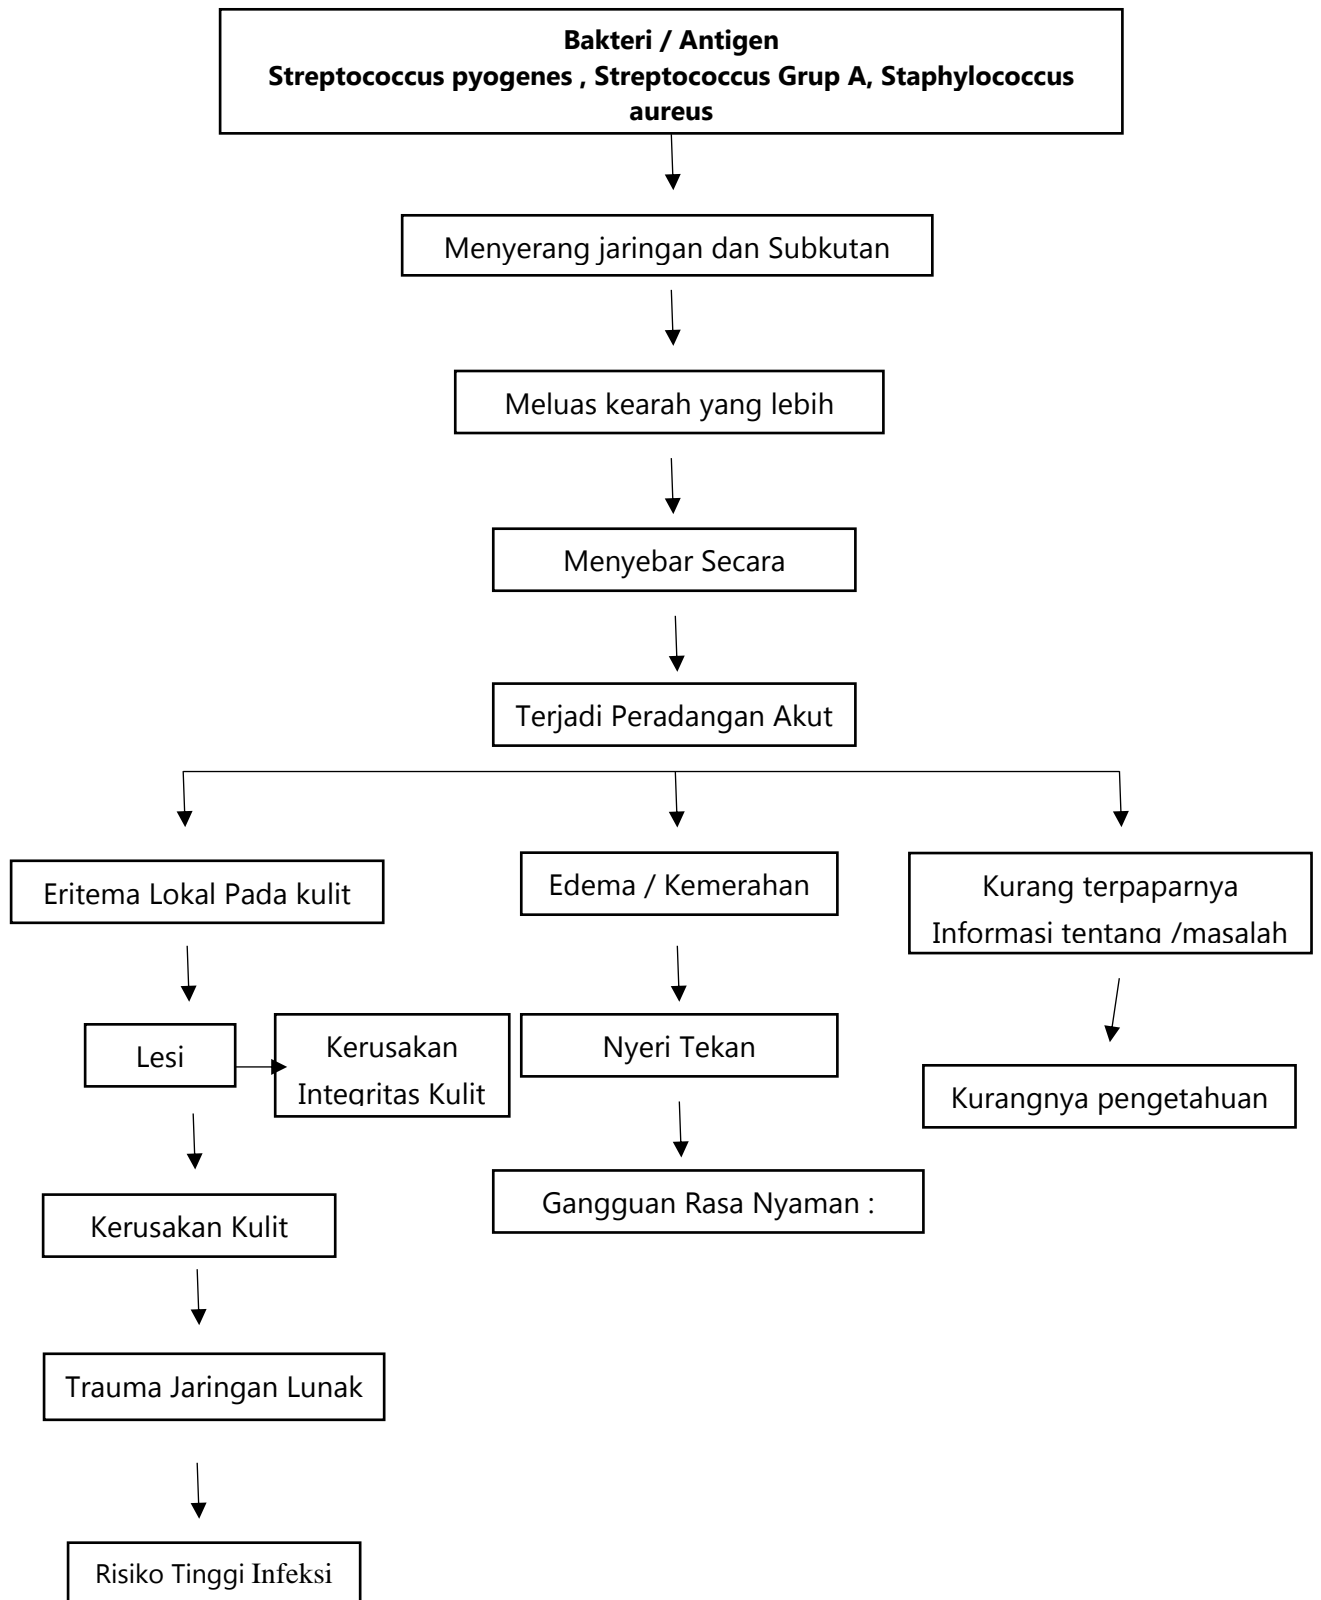 Bakteri / Antigen
Streptococcus pyogenes , Streptococcus Grup A, Staphylococcus
aureus
Menyerang jaringan dan Subkutan
Meluas kearah yang lebih
Menyebar Secara
Terjadi Peradangan Akut
Eritema Lokal Pada kulit
Edema / Kemerahan
Kurang terpaparnya
Informasi tentang /masalah
Lesi
Kerusakan
Integritas Kulit
Nyeri Tekan
Kurangnya pengetahuan
Kerusakan Kulit
Gangguan Rasa Nyaman :
Trauma Jaringan Lunak
Risiko Tinggi Infeksi